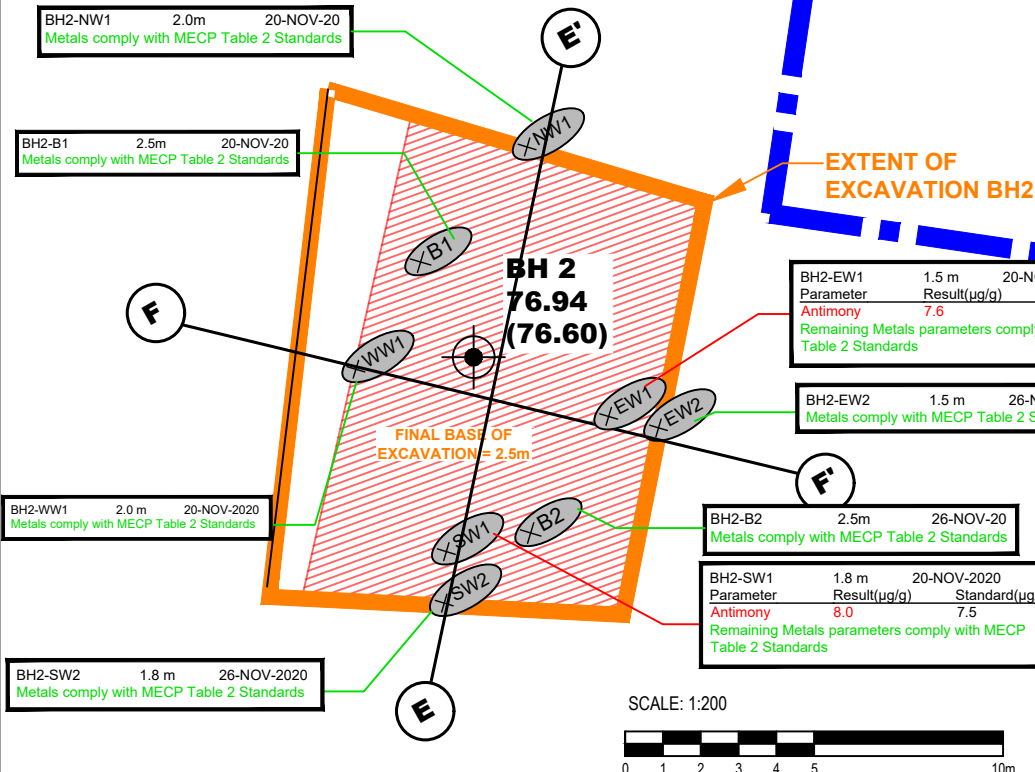 BH2-NW1 2.0m 20-NOV-20
Metals comply with MECP Table 2 Standards
E'
NW1
BH2-B1 2.5m 20-NOV-20
Metals comply with MECP Table 2 Standards
EXTENT OF
EXCAVATION BH2
B1
BH 2
76.94
(76.60)
BH2-EW1 1.5 m
Parameter Result(µg/g)
Antimony 7.6
Remaining Metals parameters comply
Table 2 Standards
F
WW1
EW1
EW2
BH2-EW2 1.5 m
Metals comply with MECP Table 2
FINAL BASE OF
EXCAVATION = 2.5m
F'
BH2-WW1 2.0 m 20-NOV-2020
Metals comply with MECP Table 2 Standards
SW1
B2
BH2-B2 2.5m 26-NOV-20
Metals comply with MECP Table 2 Standards
SW2
BH2-SW1 1.8 m 20-NOV-2020
Parameter Result(µg/g) Standard(µg
Antimony 8.0 7.5
Remaining Metals parameters comply with MECP
Table 2 Standards
BH2-SW2 1.8 m 26-NOV-2020
Metals comply with MECP Table 2 Standards
E
SCALE: 1:200
0 1 2 3 4 5 10m